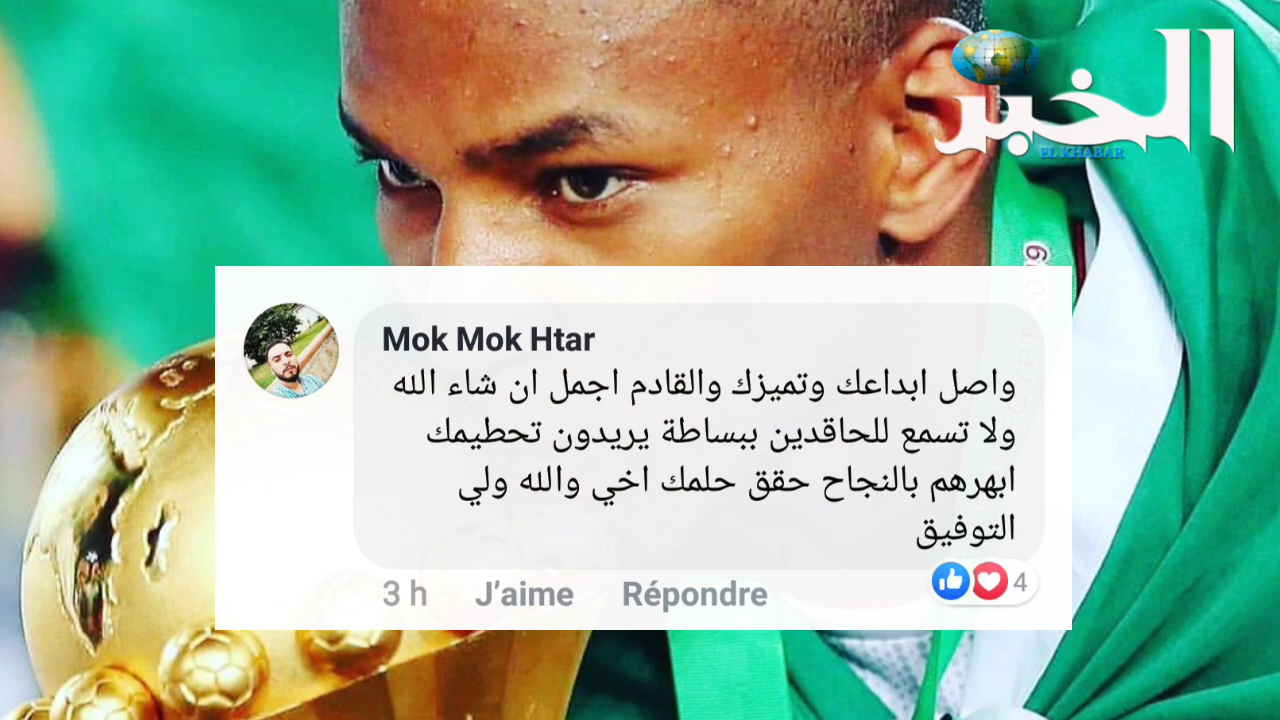 الخبر
EL KHABAR
Mok Mok Htar
واصل ابداعك وتميزك والقادم اجمل ان شاء الله
ولا تسمع للحاقدين ببساطة يريدون تحطيمك
ابهرهم بالنجاح حقق حلمك اخي والله ولي
التوفيق
3 h J’aime Répondre 4